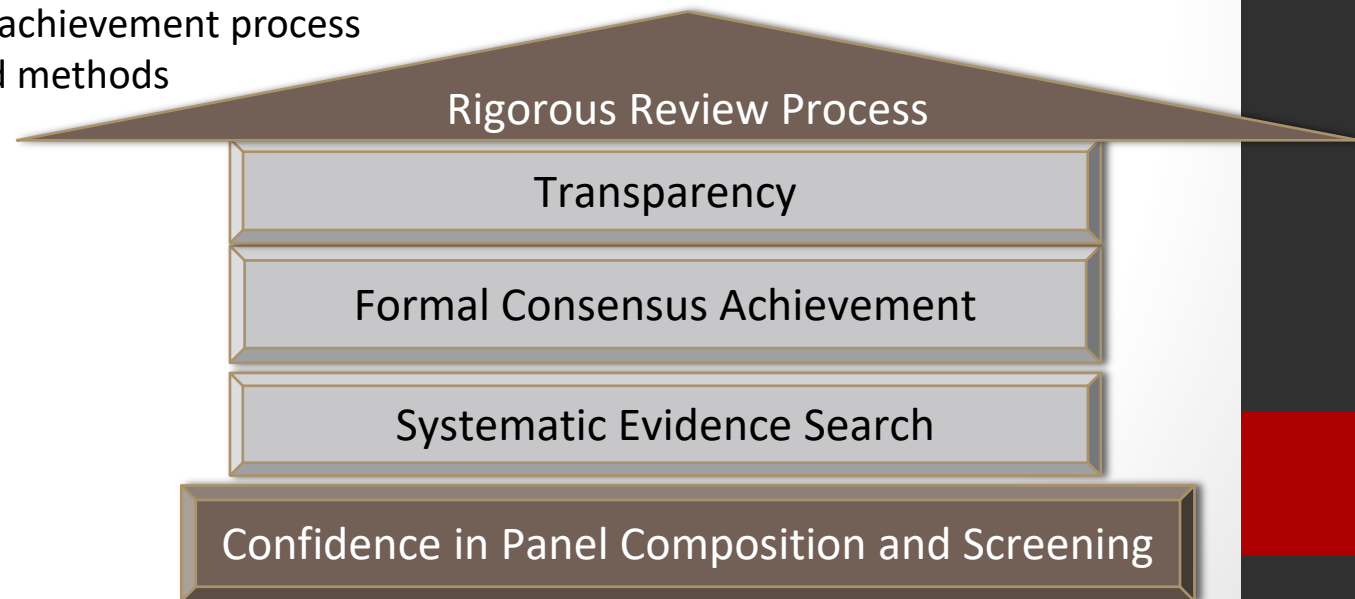 achievement process
methods
Rigorous Review Process
Transparency
Formal Consensus Achievement
Systematic Evidence Search
Confidence in Panel Composition and Screening